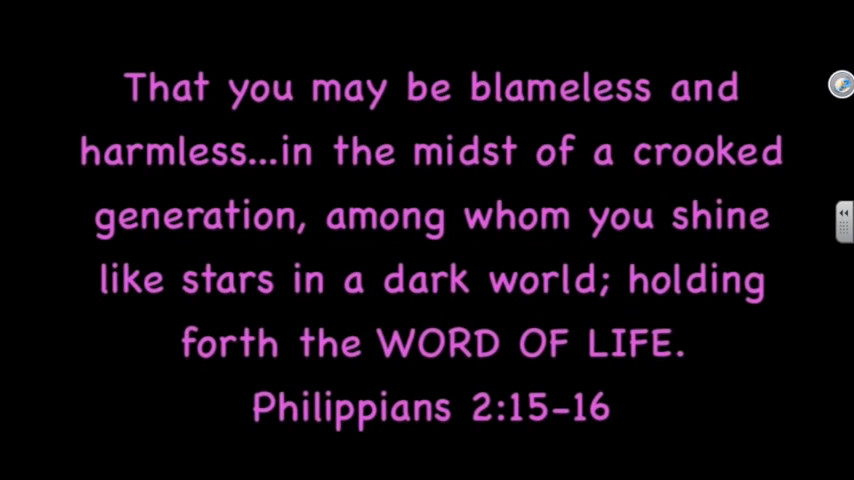 That you may be blameless and
harmless...in the midst of a crooked
generation, among whom you shine
like stars in a dark world; holding
forth the WORD OF LIFE.
Philippians 2:15-16